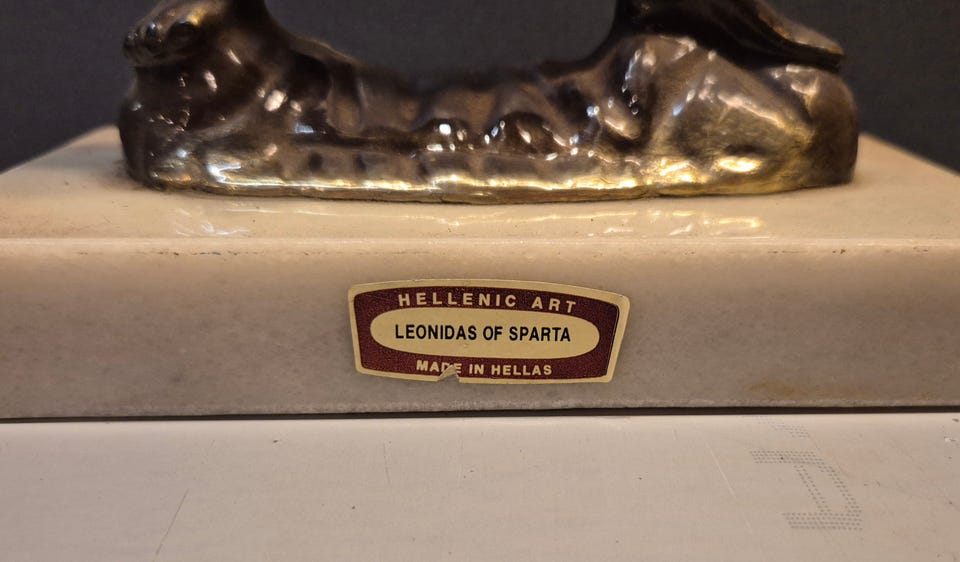 HELLENIC ART
LEONIDAS OF SPARTA
MADE IN HELLAS